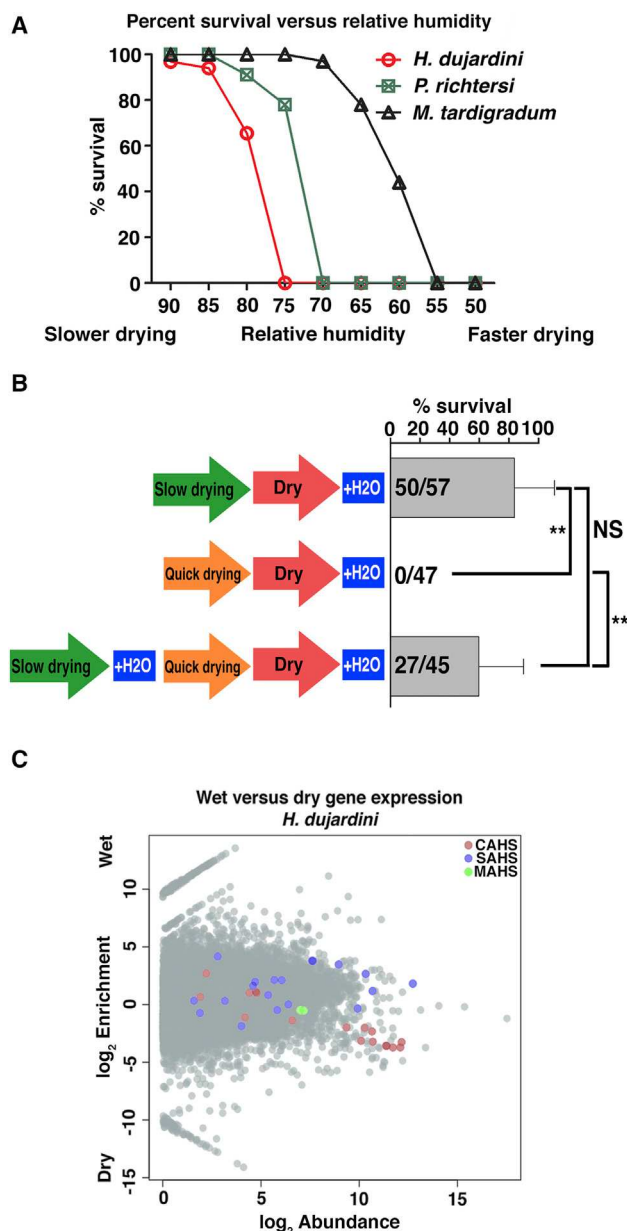 A
Percent survival versus relative humidity
% survival
100
80
60
40
20
0
H. dujardini
P. richtersi
M. tardigradum
90 85 80 75 70 65 60 55 50
Slower drying Relative humidity Faster drying
B
% survival
0 20 40 60 80 100
Slow drying Dry +H2O 50/57
** NS
Quick drying Dry +H2O 0/47
**
Slow drying +H2O Quick drying Dry +H2O 27/45
C
Wet versus dry gene expression
H. dujardini
CAHS
SAHS
MAHS
Wet
log2 Enrichment
Dry
10
5
0
-5
-10
-15
0 5 10 15
log2 Abundance